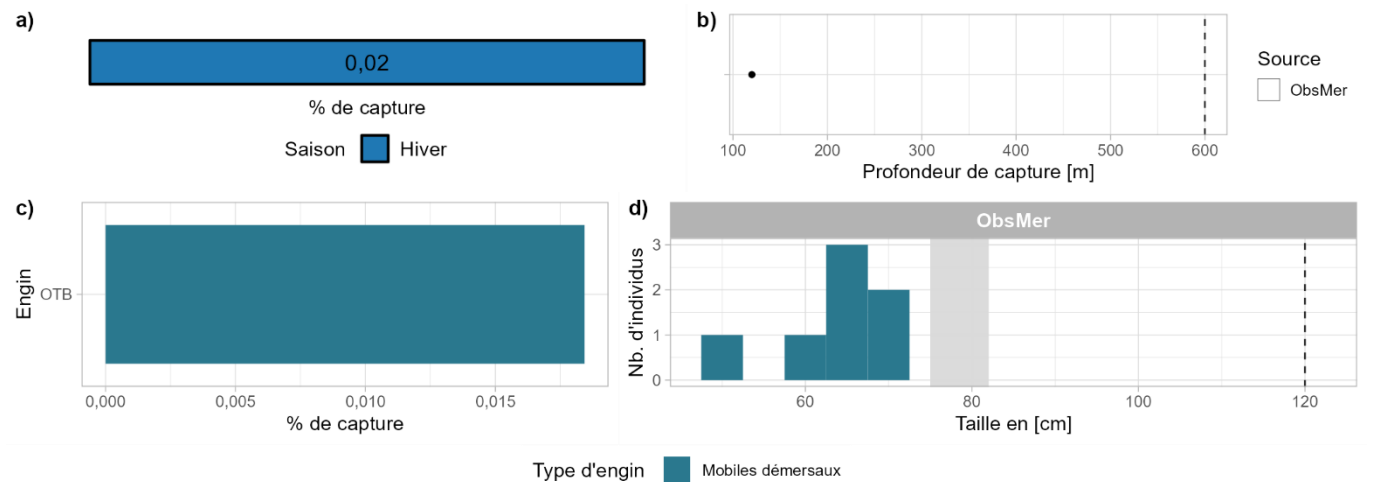 a)
0,02
% de capture
Saison Hiver
b)
100 200 300 400 500 600
Profondeur de capture [m]
Source
ObsMer
c)
Engin
OTB
0,000 0,005 0,010 0,015
% de capture
d)
ObsMer
Nb. d'individus
3
2
1
0
60 80 100 120
Taille en [cm]
Type d'engin Mobiles démersaux